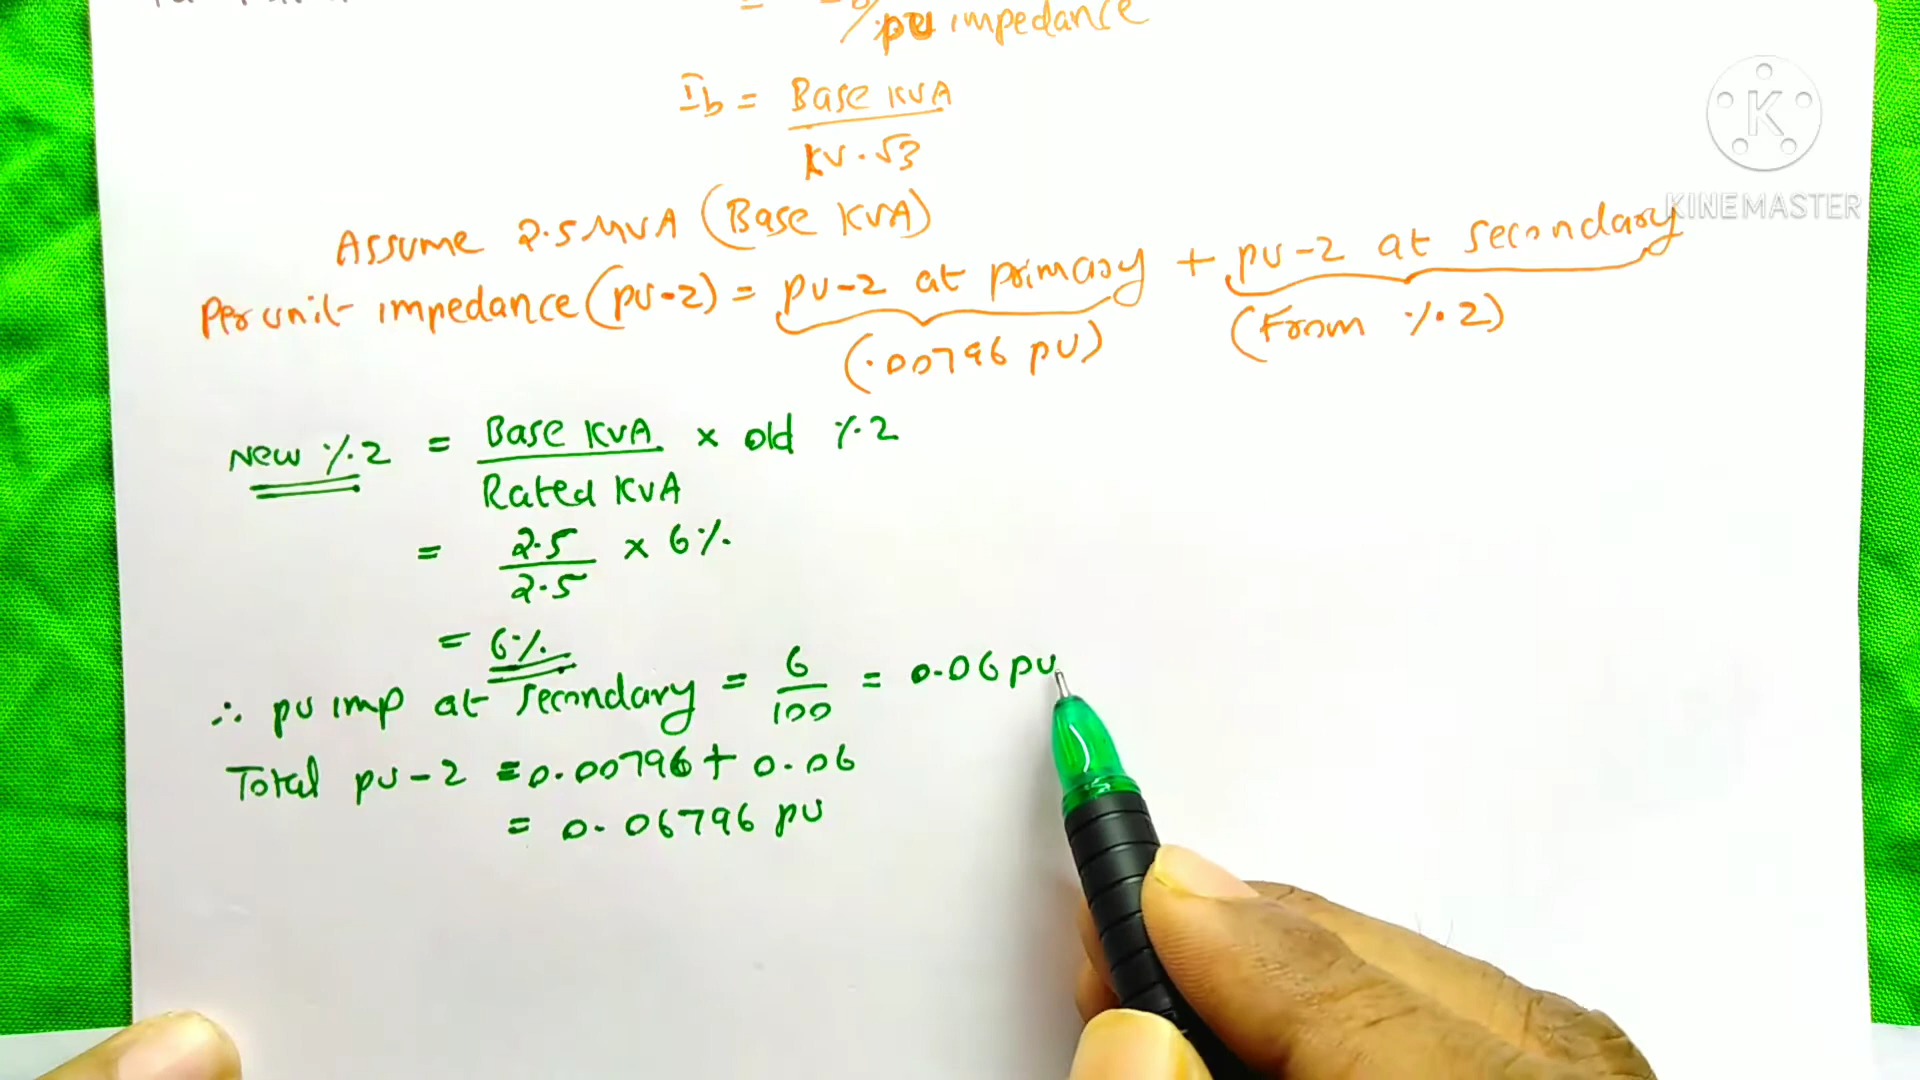 = 
pu impedance
Ib = Base KVA
KV.√3
KINEMASTER
Assume 2.5 MVA (Base KVA)
Per unit impedance (pu-z) = pu-z at primary + pu-z at secondary
(.00796 pu) (From %.z)
New %.z = Base KVA × old %.z
Rated KVA
= 2.5 × 6%.
2.5
= 6%.
∴ pu imp at secondary = 6 = 0.06 pu
100
Total pu-z = 0.00796 + 0.06
= 0.06796 pu